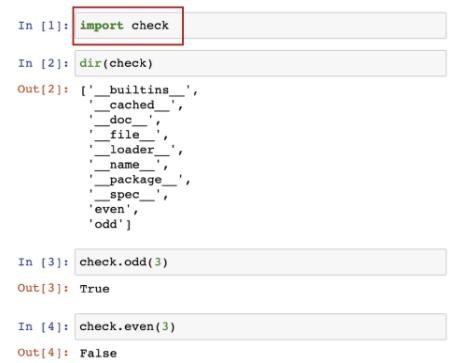 In [1]: import check
In [2]: dir(check)
Out[2]: ['__builtins__',
'__cached__',
'__doc__',
'__file__',
'__loader__',
'__name__',
'__package__',
'__spec__',
'even',
'odd']
In [3]: check.odd(3)
Out[3]: True
In [4]: check.even(3)
Out[4]: False